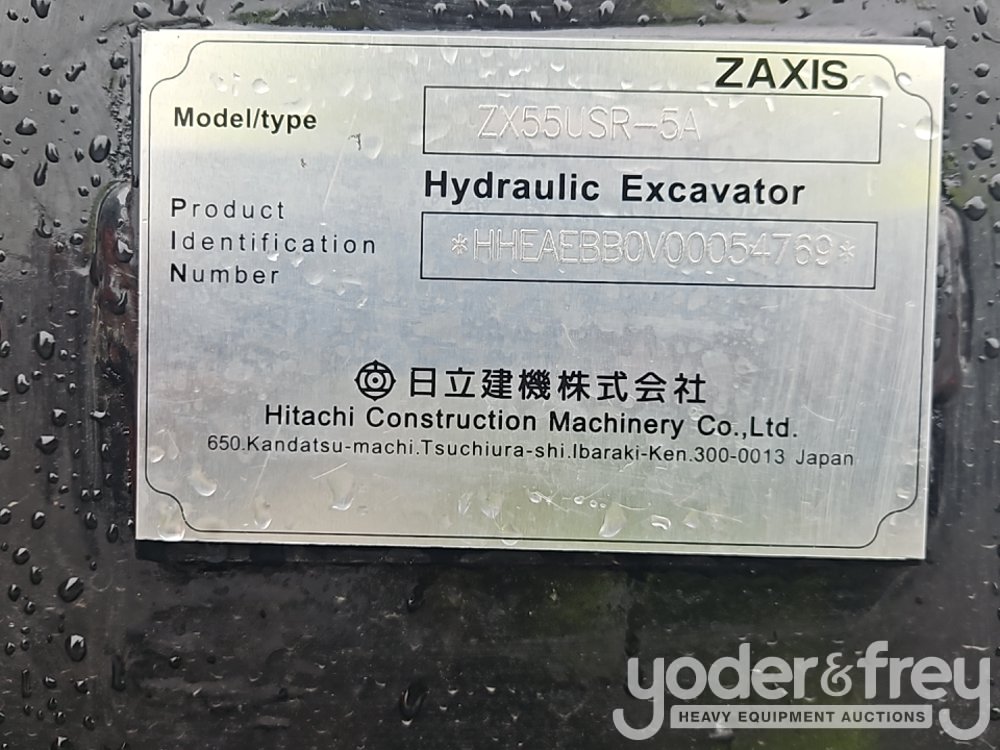 ZAXIS
Model/type ZX55USR-5A
Hydraulic Excavator
Product
Identification *HHEAEBB0V00054769*
Number
日立建機株式会社
Hitachi Construction Machinery Co.,Ltd.
650.Kandatsu-machi.Tsuchiura-shi.Ibaraki-Ken.300-0013 Japan
yoder&frey
HEAVY EQUIPMENT AUCTIONS